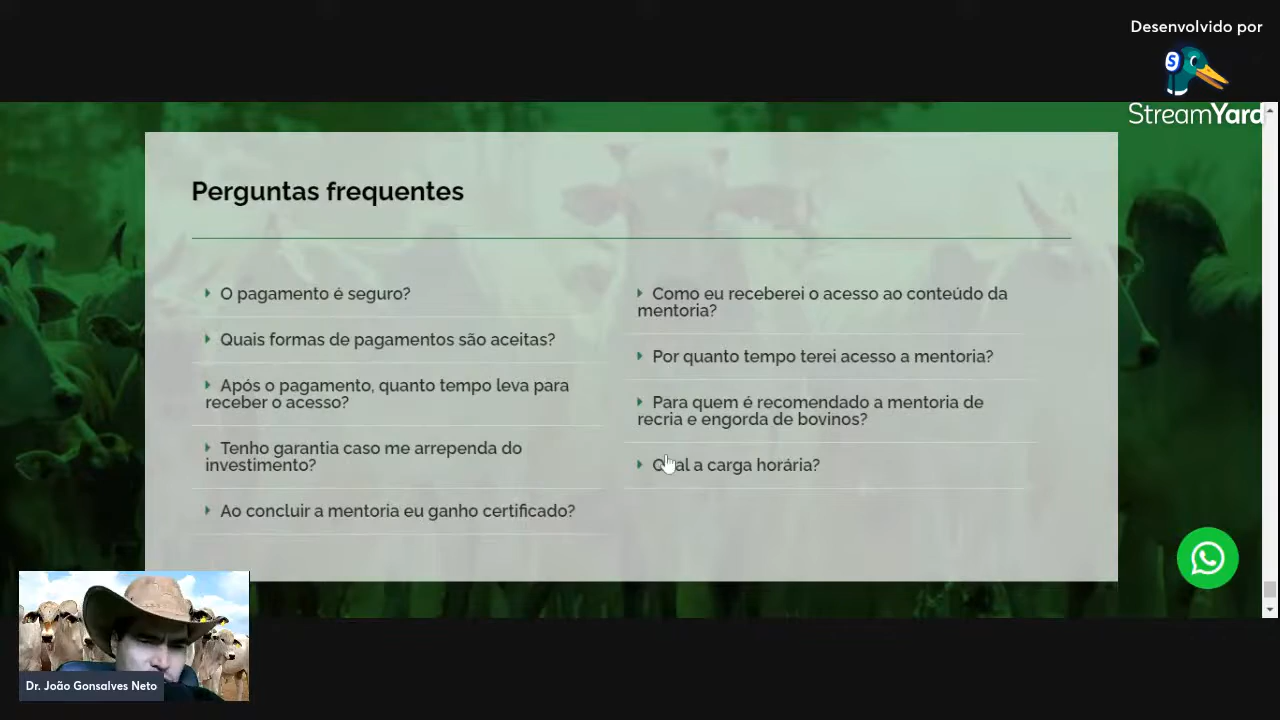 Desenvolvido por
StreamYard
Perguntas frequentes
O pagamento é seguro?
Quais formas de pagamentos são aceitas?
Após o pagamento, quanto tempo leva para
receber o acesso?
Tenho garantia caso me arrependa do
investimento?
Ao concluir a mentoria eu ganho certificado?
Como eu receberei o acesso ao conteúdo da
mentoria?
Por quanto tempo terei acesso a mentoria?
Para quem é recomendado a mentoria de
recria e engorda de bovinos?
Qual a carga horária?
Dr. João Gonsalves Neto